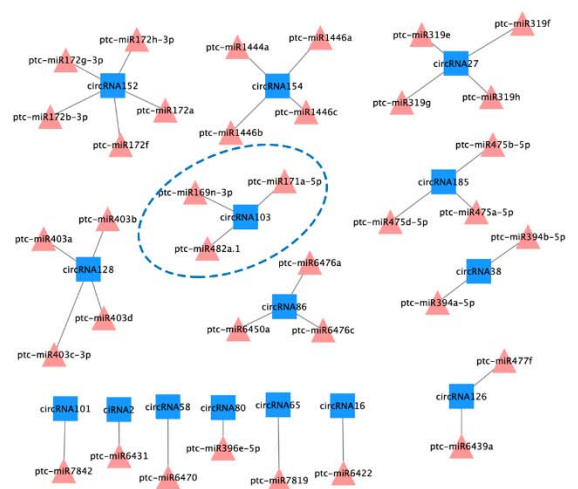 ptc-miR172h-3p
ptc-miR172g-3p
circRNA152
ptc-miR172b-3p
ptc-miR172a
ptc-miR172f
ptc-miR1444a
ptc-miR1446a
circRNA154
ptc-miR1446c
ptc-miR1446b
ptc-miR319e
ptc-miR319f
circRNA27
ptc-miR319g
ptc-miR319h
ptc-miR475b-5p
circRNA185
ptc-miR475d-5p
ptc-miR475a-5p
ptc-miR171a-5p
ptc-miR169n-3p
circRNA103
ptc-miR482a.1
ptc-miR403b
ptc-miR403a
circRNA128
ptc-miR403d
ptc-miR403c-3p
ptc-miR6476a
circRNA86
ptc-miR6450a
ptc-miR6476c
ptc-miR394b-5p
circRNA38
ptc-miR394a-5p
circRNA101
ciRNA2
circRNA58
circRNA80
circRNA65
circRNA16
ptc-miR7842
ptc-miR6431
ptc-miR6470
ptc-miR396e-5p
ptc-miR7819
ptc-miR6422
ptc-miR477f
circRNA126
ptc-miR6439a